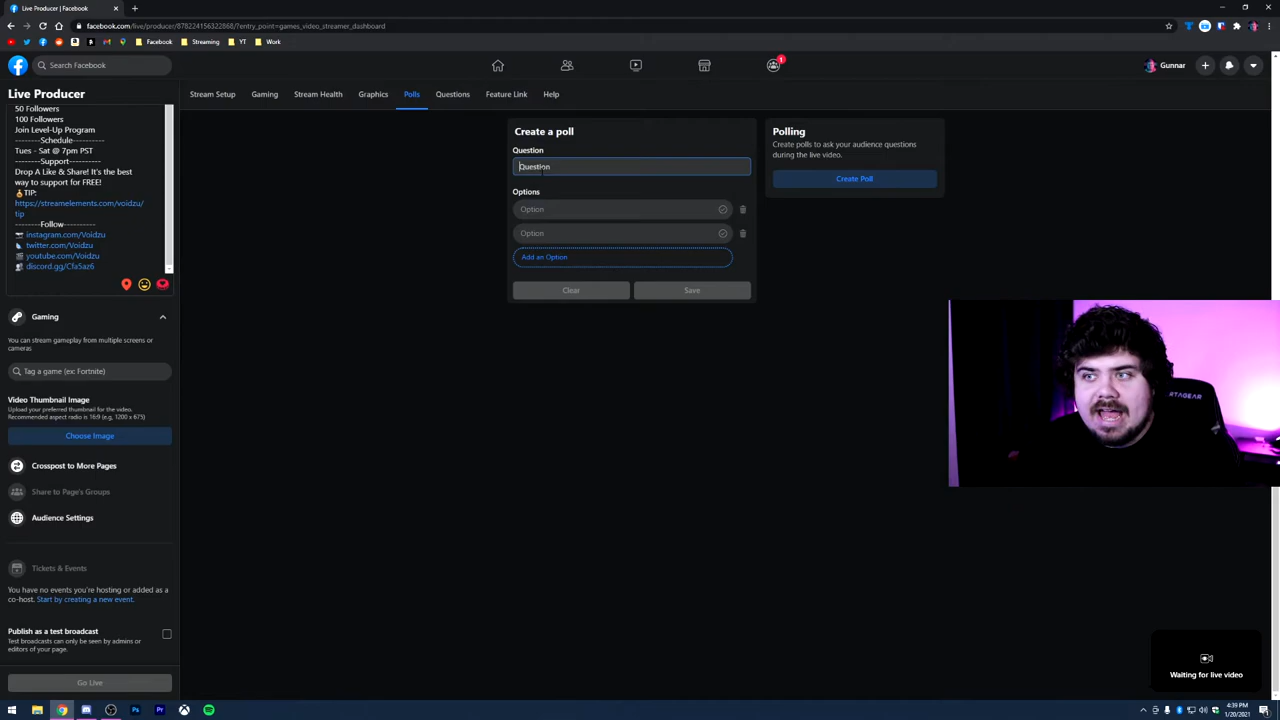 Live Producer | Facebook
facebook.com/live/producer/878224156322868/?entry_point=games_video_streamer_dashboard
Facebook
Streaming
YT
Work
Search Facebook
1
Gunnar
Live Producer
Stream Setup
Gaming
Stream Health
Graphics
Polls
Questions
Feature Link
Help
50 Followers
100 Followers
Join Level-Up Program
----------Schedule----------
Tues - Sat @ 7pm PST
---------Support---------
Drop A Like & Share! It's the best
way to support for FREE!
TIP:
https://streamelements.com/voidzu/
tip
---------Follow----------
instagram.com/Voidzu
twitter.com/Voidzu
youtube.com/Voidzu
discord.gg/Cfa5az6
Gaming
You can stream gameplay from multiple screens or
cameras
Tag a game (ex: Fortnite)
Video Thumbnail Image
Upload your preferred thumbnail for the video.
Recommended aspect radio is 16:9 (e.g, 1200 x 675)
Choose Image
Crosspost to More Pages
Share to Page's Groups
Audience Settings
Tickets & Events
You have no events you're hosting or added as a
co-host. Start by creating a new event.
Publish as a test broadcast
Test broadcasts can only be seen by admins or
editors of your page.
Go Live
Create a poll
Question
Question
Options
Option
Option
Add an Option
Clear
Save
Polling
Create polls to ask your audience questions
during the live video.
Create Poll
RTAGEAR
Waiting for live video
4:39 PM
1/20/2021